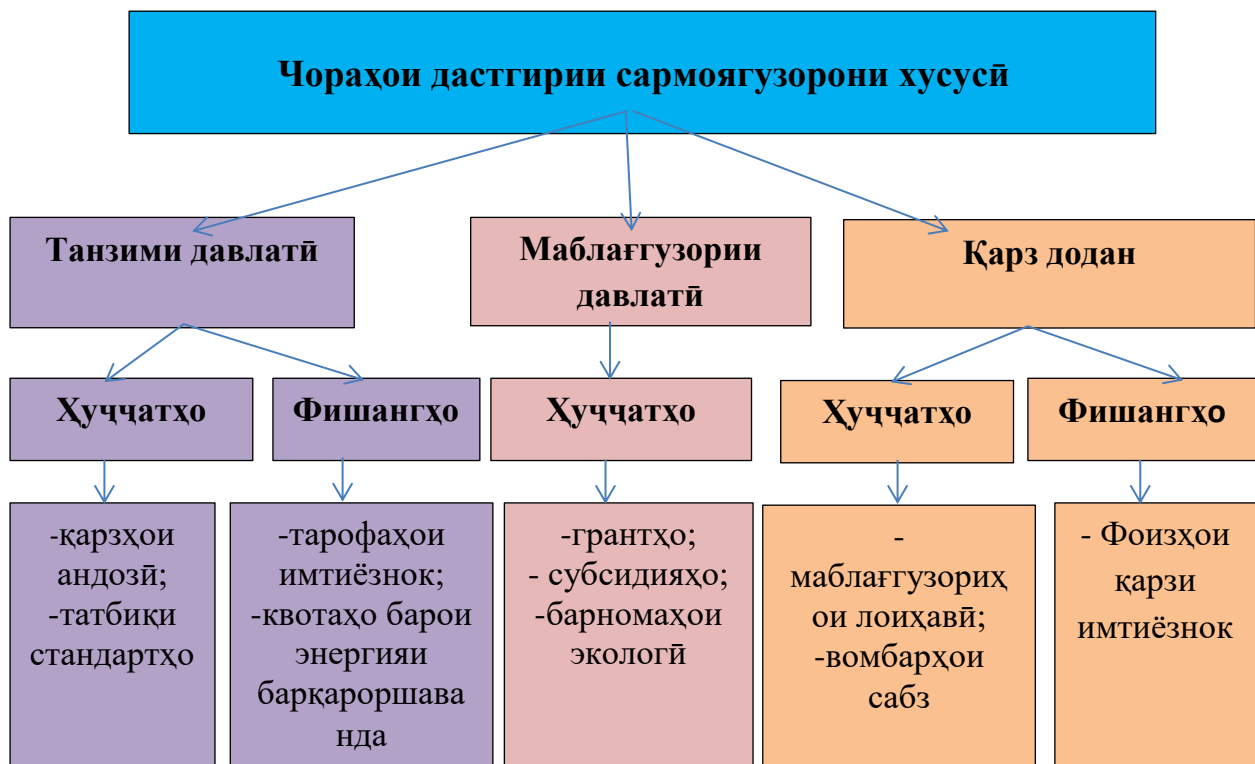 Чораҳои дастгирии сармоягузорони хусусӣ
Танзими давлатӣ
Маблағгузории
давлатӣ
Қарз додан
Ҳуҷҷатҳо
Фишангҳо
Ҳуҷҷатҳо
Ҳуҷҷатҳо
Фишангҳо
-қарзҳои
андозӣ;
-татбиқи
стандартҳо
-тарофаҳои
имтиёзнок;
-квотаҳо барои
энергияи
барқароршава
нда
-грантҳо;
- субсидияҳо;
-барномаҳои
экологӣ
-
маблағгузориҳ
ои лоиҳавӣ;
-вомбарҳои
сабз
- Фоизҳои
қарзи
имтиёзнок